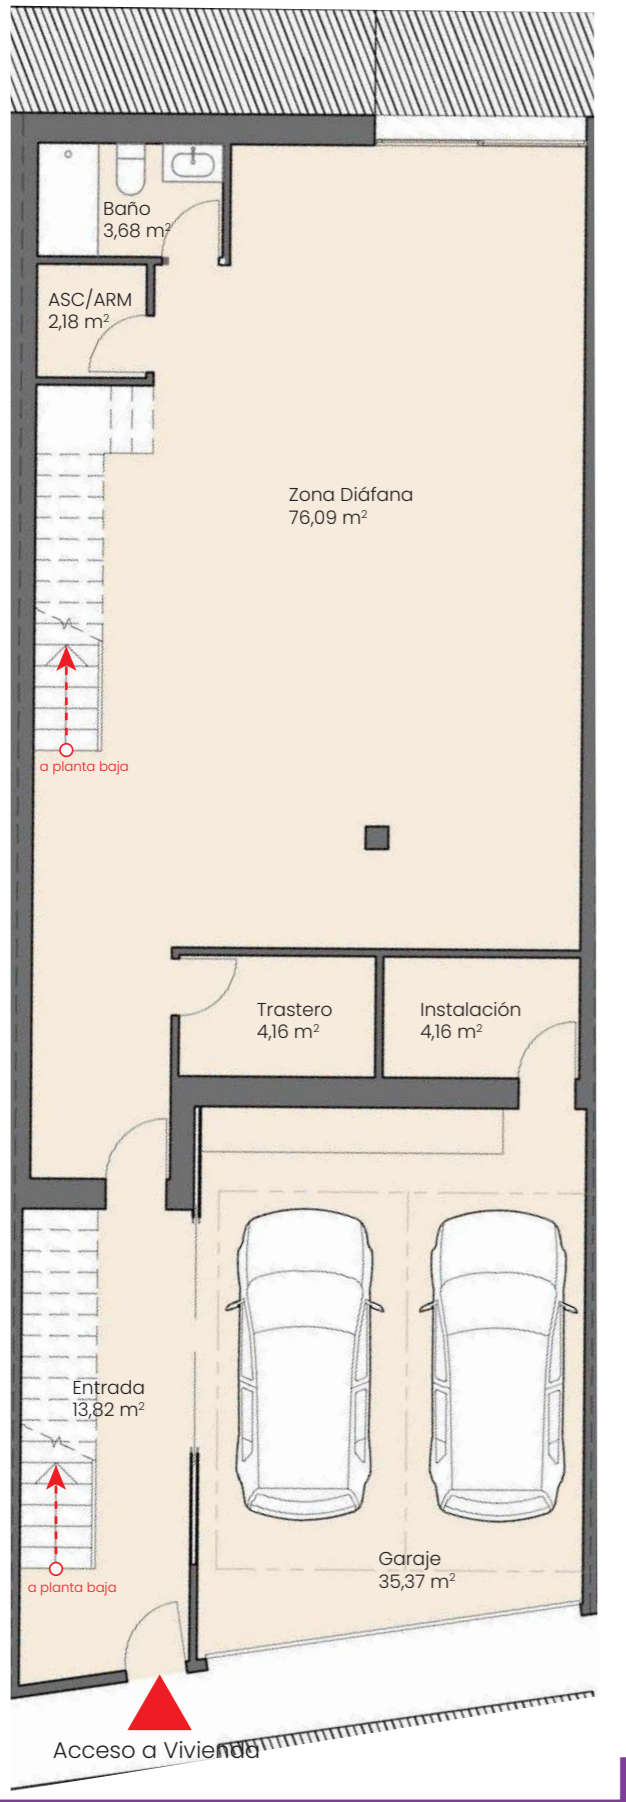 Baño
3,68 m²
ASC/ARM
2,18 m²
Zona Diáfana
76,09 m²
a planta baja
Trastero
4,16 m²
Instalación
4,16 m²
Entrada
13,82 m²
a planta baja
Garaje
35,37 m²
Acceso a Vivienda